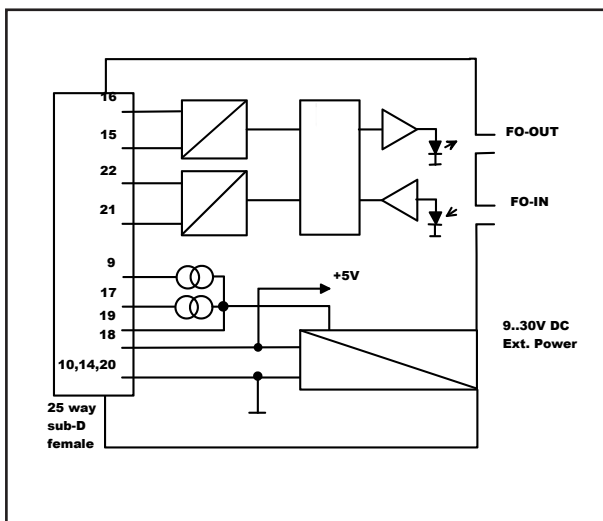 16
15
22
21
9
17
19
18
10,14,20
25 way
sub-D
female
+5V
FO-OUT
FO-IN
9..30V DC
Ext. Power